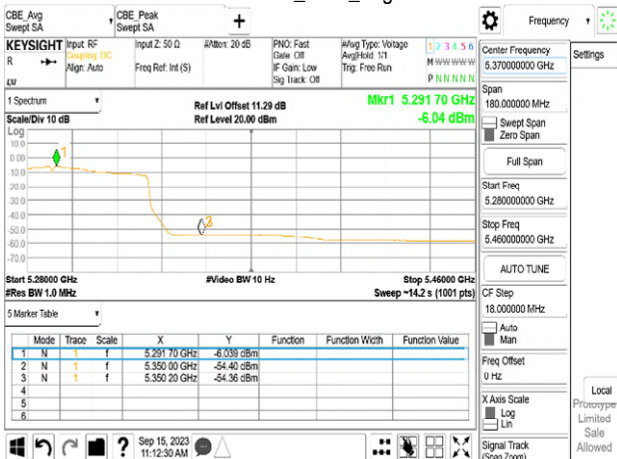 CBE_Avg
Swept SA
CBE_Peak
Swept SA
+
Frequency
KEYSIGHT
R
Input: RF
Coupling: DC
Align: Auto
Input Z: 50 Ω
Freq Ref: Int (S)
#Atten: 20 dB
PNO: Fast
Gate: Off
IF Gain: Low
Sig Track: Off
#Avg Type: Voltage
Avg|Hold: 1/1
Trig: Free Run
1 2 3 4 5 6
M W W W W W
P N N N N N
Center Frequency
5.370000000 GHz
Settings
1 Spectrum
Scale/Div 10 dB
Ref Lvl Offset 11.29 dB
Ref Level 20.00 dBm
Mkr1 5.291 70 GHz
-6.04 dBm
Span
180.000000 MHz
Swept Span
Zero Span
Full Span
Start Freq
5.280000000 GHz
Stop Freq
5.460000000 GHz
AUTO TUNE
CF Step
18.000000 MHz
Auto
Man
Freq Offset
0 Hz
X Axis Scale
Log
Lin
Signal Track
(Span Zoom)
Local
Prototype
Limited
Sale
Allowed
Log
10.0
0.00
-10.0
-20.0
-30.0
-40.0
-50.0
-60.0
-70.0
1
3
Start 5.28000 GHz
#Video BW 10 Hz
Stop 5.46000 GHz
#Res BW 1.0 MHz
Sweep ~14.2 s (1001 pts)
5 Marker Table
Mode Trace Scale X Y Function Function Width Function Value
1 N 1 f 5.291 70 GHz -6.039 dBm
2 N 1 f 5.350 00 GHz -54.40 dBm
3 N 1 f 5.350 20 GHz -54.36 dBm
4
5
6
?
Sep 15, 2023
11:12:30 AM